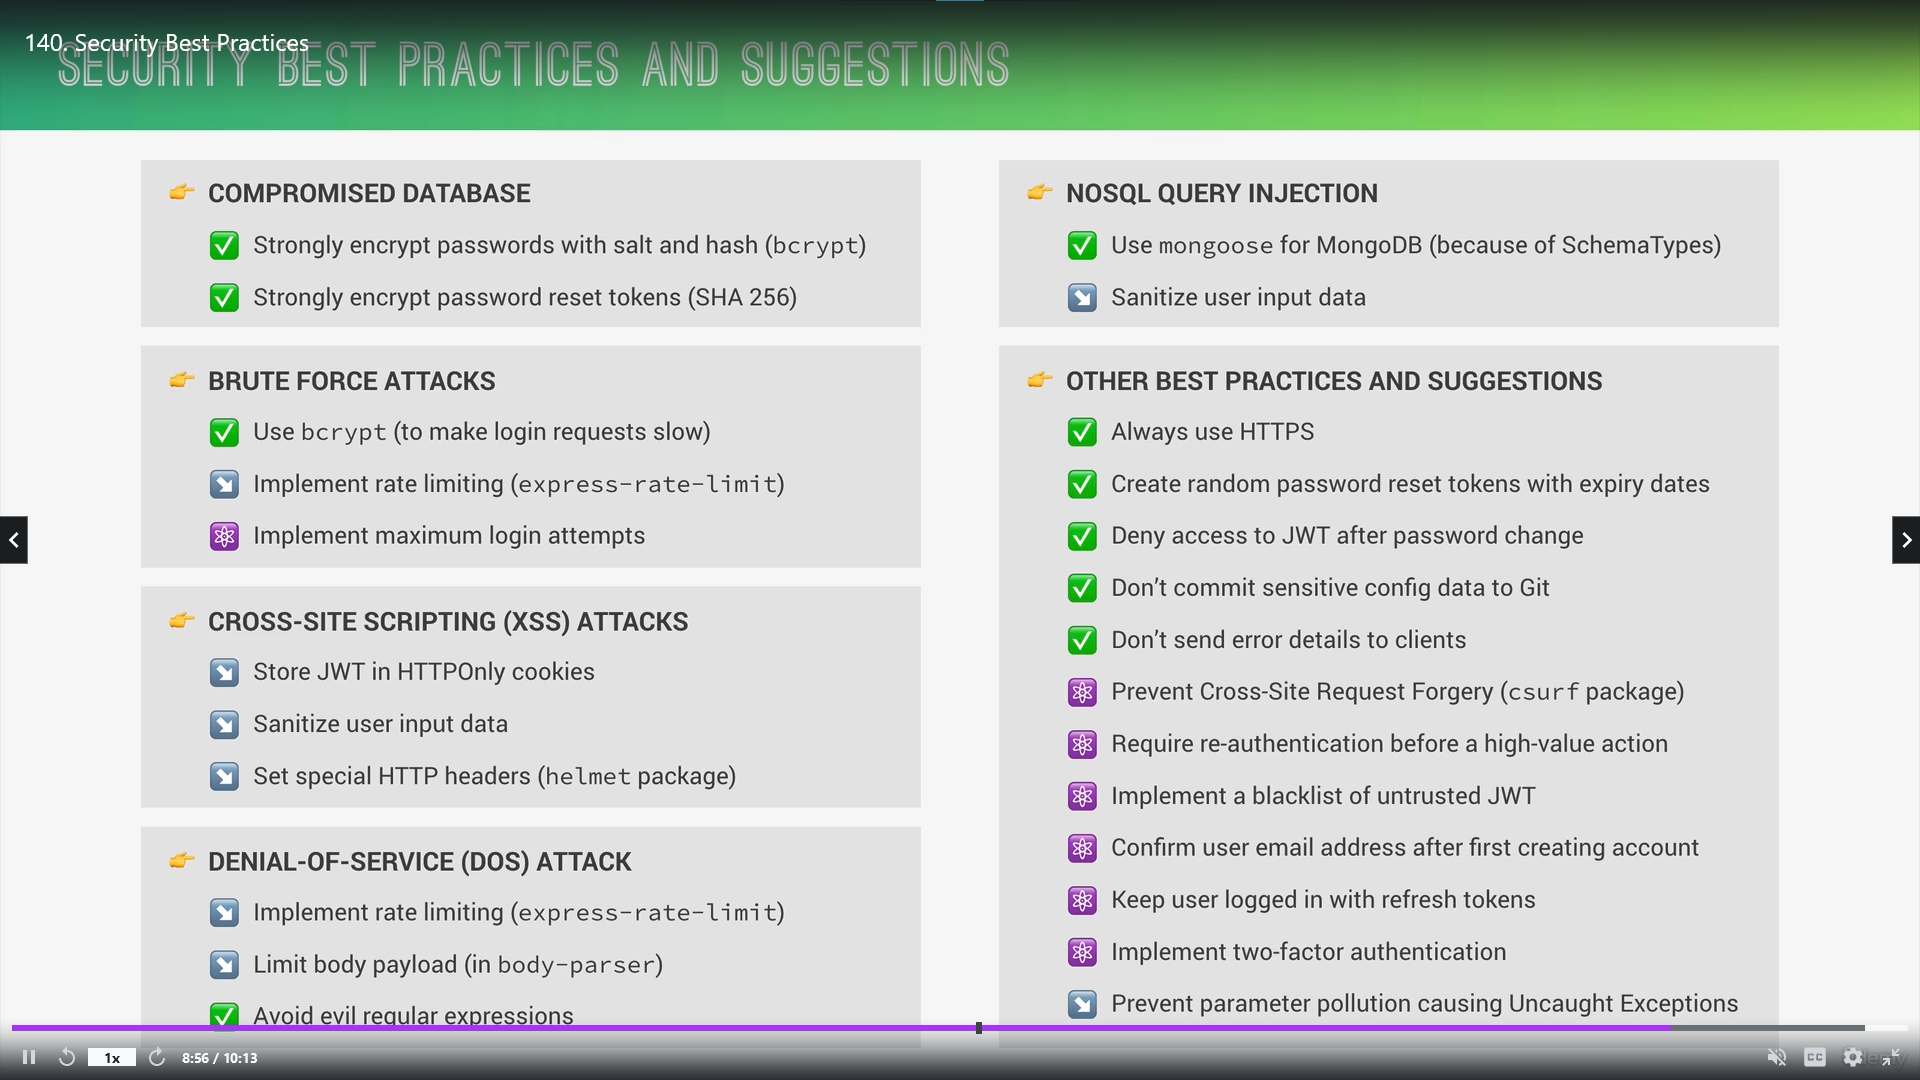 140. Security Best Practices
SECURITY BEST PRACTICES AND SUGGESTIONS
COMPROMISED DATABASE
Strongly encrypt passwords with salt and hash (bcrypt)
Strongly encrypt password reset tokens (SHA 256)
BRUTE FORCE ATTACKS
Use bcrypt (to make login requests slow)
Implement rate limiting (express-rate-limit)
Implement maximum login attempts
CROSS-SITE SCRIPTING (XSS) ATTACKS
Store JWT in HTTPOnly cookies
Sanitize user input data
Set special HTTP headers (helmet package)
DENIAL-OF-SERVICE (DOS) ATTACK
Implement rate limiting (express-rate-limit)
Limit body payload (in body-parser)
Avoid evil regular expressions
NOSQL QUERY INJECTION
Use mongoose for MongoDB (because of SchemaTypes)
Sanitize user input data
OTHER BEST PRACTICES AND SUGGESTIONS
Always use HTTPS
Create random password reset tokens with expiry dates
Deny access to JWT after password change
Don’t commit sensitive config data to Git
Don’t send error details to clients
Prevent Cross-Site Request Forgery (csurf package)
Require re-authentication before a high-value action
Implement a blacklist of untrusted JWT
Confirm user email address after first creating account
Keep user logged in with refresh tokens
Implement two-factor authentication
Prevent parameter pollution causing Uncaught Exceptions
1x
8:56 / 10:13
CC